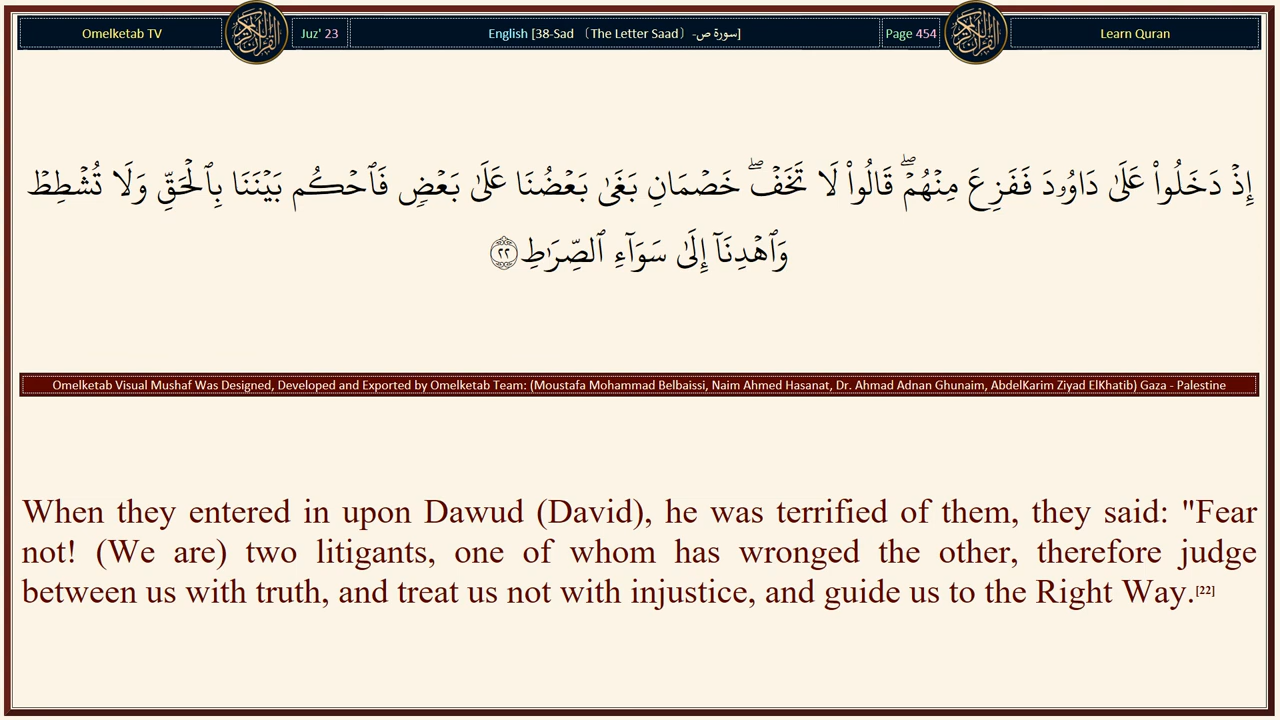 Omelketab TV
Juz' 23
English [38-Sad (The Letter Saad) -سورة ص]
Page 454
Learn Quran
إِذۡ دَخَلُواْ عَلَىٰ دَاوُۥدَ فَفَزِعَ مِنۡهُمۡۖ قَالُواْ لَا تَخَفۡۖ خَصۡمَانِ بَغَىٰ بَعۡضُنَا عَلَىٰ بَعۡضٖ فَٱحۡكُم بَيۡنَنَا بِٱلۡحَقِّ وَلَا تُشۡطِطۡ
وَٱهۡدِنَآ إِلَىٰ سَوَآءِ ٱلصِّرَٰطِ ٢٢
Omelketab Visual Mushaf Was Designed, Developed and Exported by Omelketab Team: (Moustafa Mohammad Belbaissi, Naim Ahmed Hasanat, Dr. Ahmad Adnan Ghunaim, AbdelKarim Ziyad ElKhatib) Gaza - Palestine
When they entered in upon Dawud (David), he was terrified of them, they said: "Fear
not! (We are) two litigants, one of whom has wronged the other, therefore judge
between us with truth, and treat us not with injustice, and guide us to the Right Way.[22]